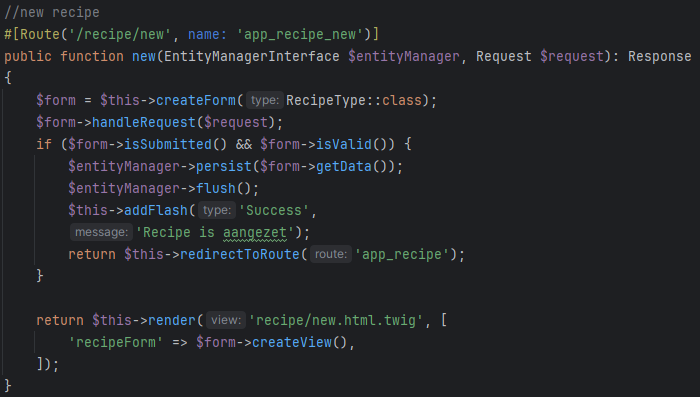 //new recipe
#[Route('/recipe/new', name: 'app_recipe_new')]
public function new(EntityManagerInterface $entityManager, Request $request): Response
{
    $form = $this->createForm( type: RecipeType::class);
    $form->handleRequest($request);
    if ($form->isSubmitted() && $form->isValid()) {
        $entityManager->persist($form->getData());
        $entityManager->flush();
        $this->addFlash( type: 'Success',
        message: 'Recipe is aangezet');
        return $this->redirectToRoute( route: 'app_recipe');
    }
    return $this->render( view: 'recipe/new.html.twig', [
        'recipeForm' => $form->createView(),
    ]);
}